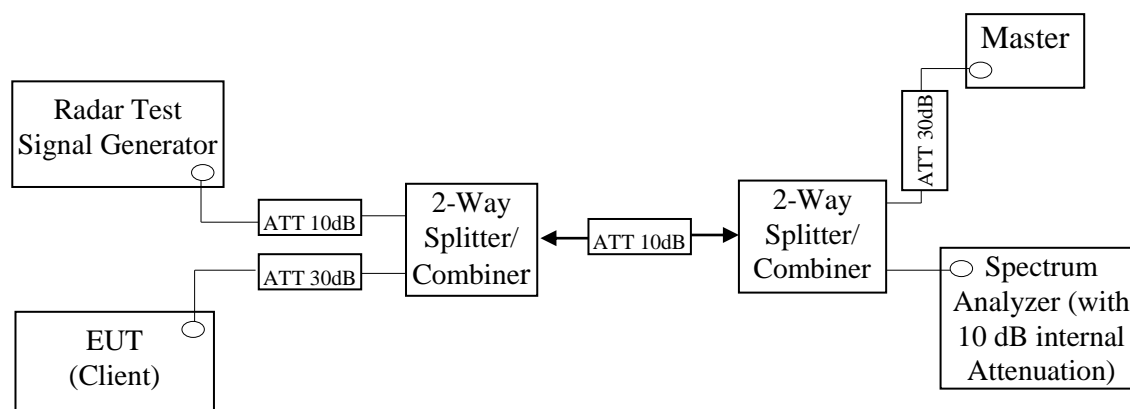 Master
Radar Test
Signal Generator
ATT 30dB
2-Way
Splitter/
Combiner
2-Way
Splitter/
Combiner
ATT 10dB
ATT 10dB
ATT 30dB
Spectrum
Analyzer (with
10 dB internal
Attenuation)
EUT
(Client)